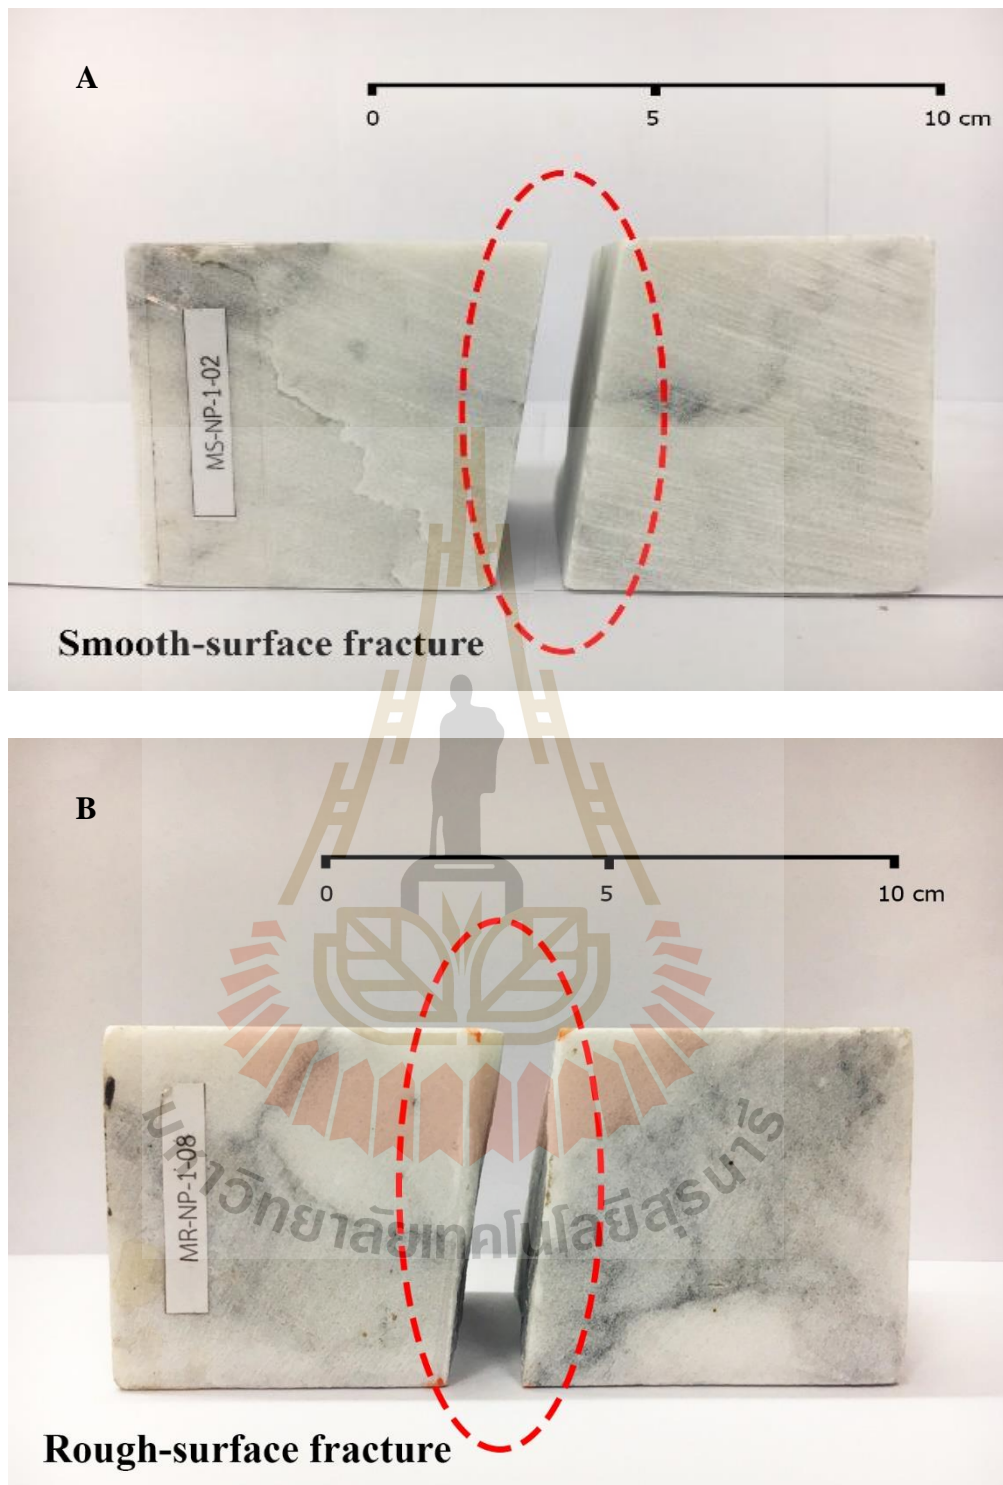 A
0 5 10 cm
MS-NP-1-02
Smooth-surface fracture
B
0 5 10 cm
MR-NP-1-08
มหาวิทยาลัยเทคโนโลยีสุรนารี
Rough-surface fracture